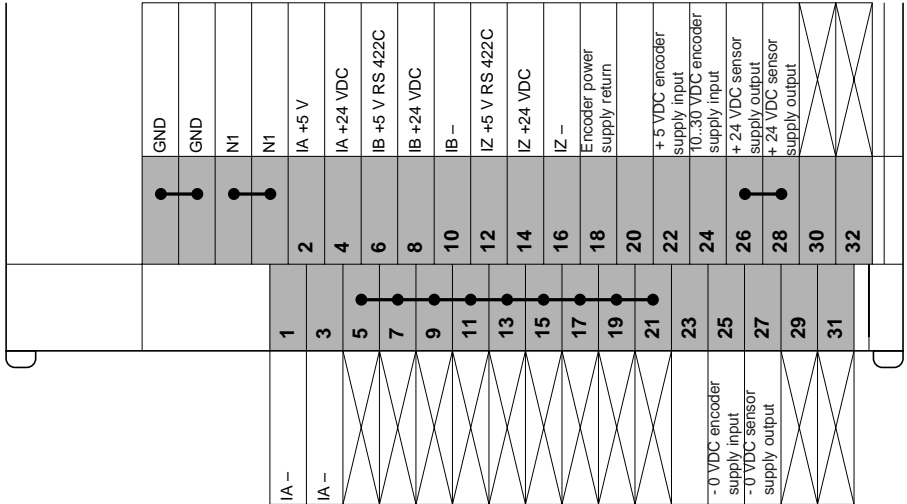 GND
GND
N1
N1
IA +5 V
IA +24 VDC
IB +5 V RS 422C
IB +24 VDC
IB –
IZ +5 V RS 422C
IZ +24 VDC
IZ –
Encoder power
supply return
+ 5 VDC encoder
supply input
10..30 VDC encoder
supply input
+ 24 VDC sensor
supply output
+ 24 VDC sensor
supply output
2
4
6
8
10
12
14
16
18
20
22
24
26
28
30
32
1
3
5
7
9
11
13
15
17
19
21
23
25
27
29
31
IA –
IA –
- 0 VDC encoder
supply input
- 0 VDC sensor
supply output